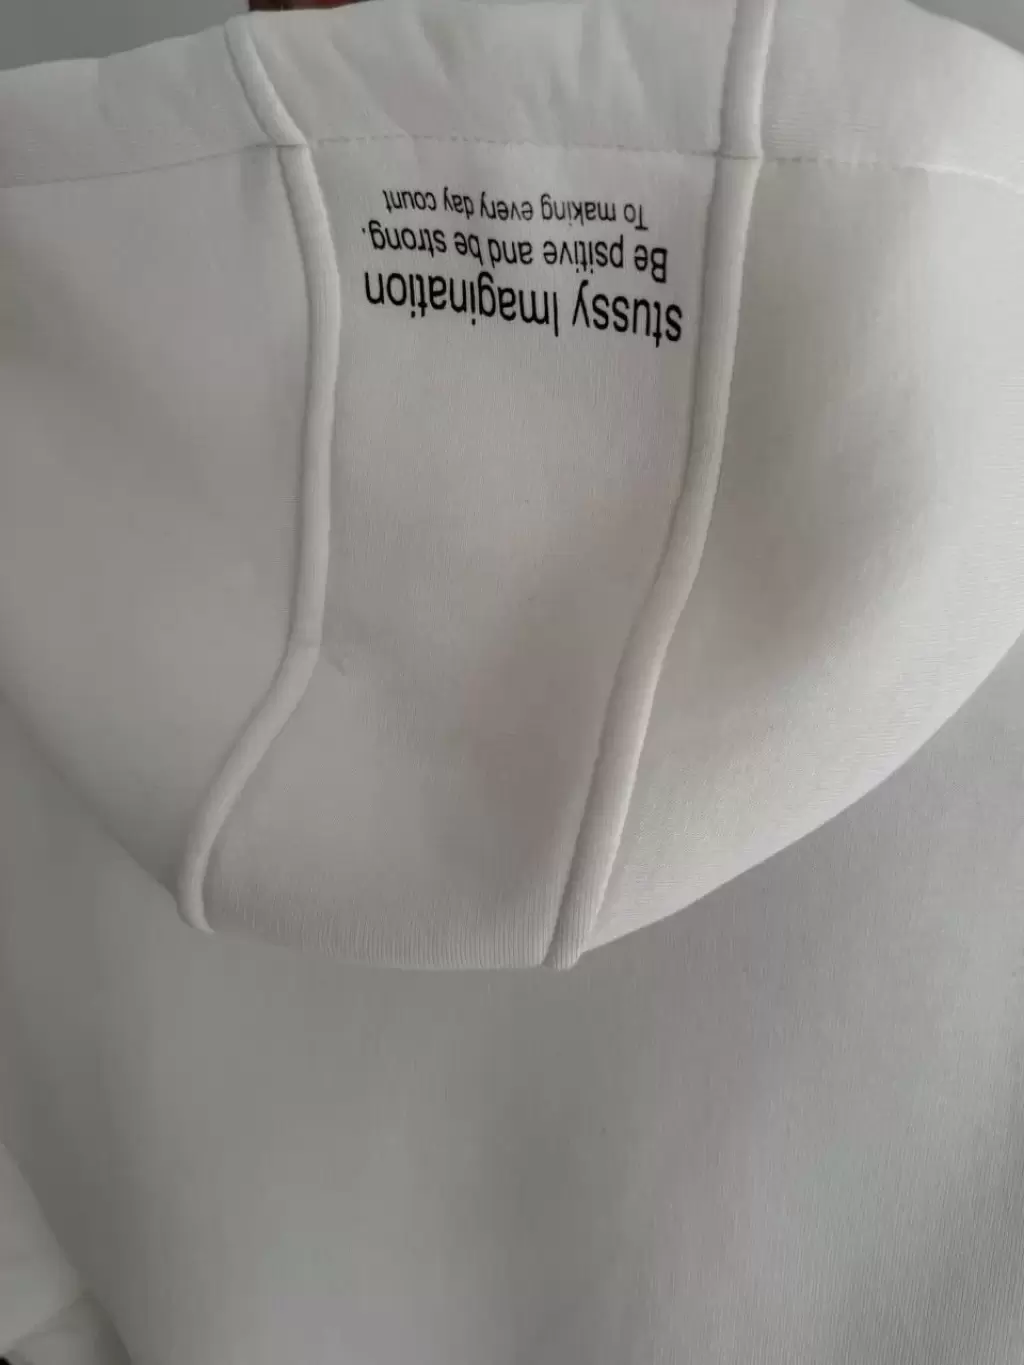 stussy Imagination
Be psitive and be strong.
To making every day count